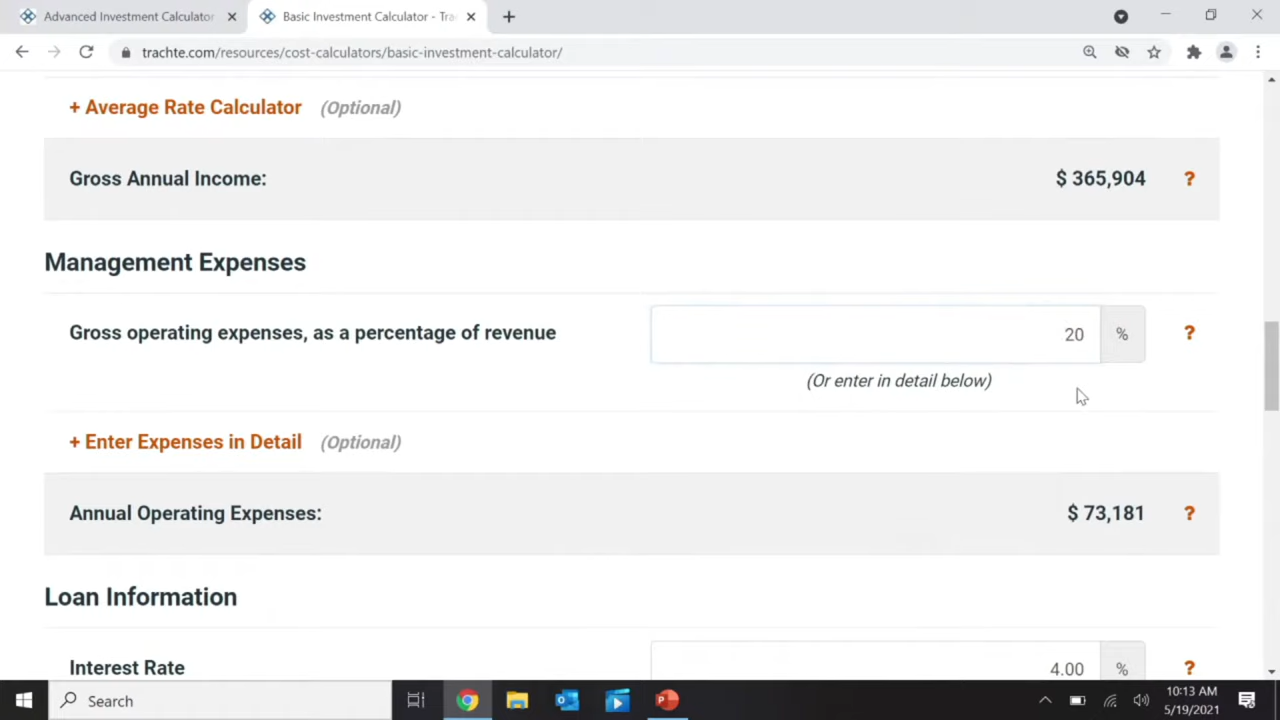 Advanced Investment Calculator
Basic Investment Calculator - Tra
trachte.com/resources/cost-calculators/basic-investment-calculator/
+ Average Rate Calculator (Optional)
Gross Annual Income: $ 365,904 ?
Management Expenses
Gross operating expenses, as a percentage of revenue 20 % ?
(Or enter in detail below)
+ Enter Expenses in Detail (Optional)
Annual Operating Expenses: $ 73,181 ?
Loan Information
Interest Rate 4.00 % ?
Search
10:13 AM
5/19/2021